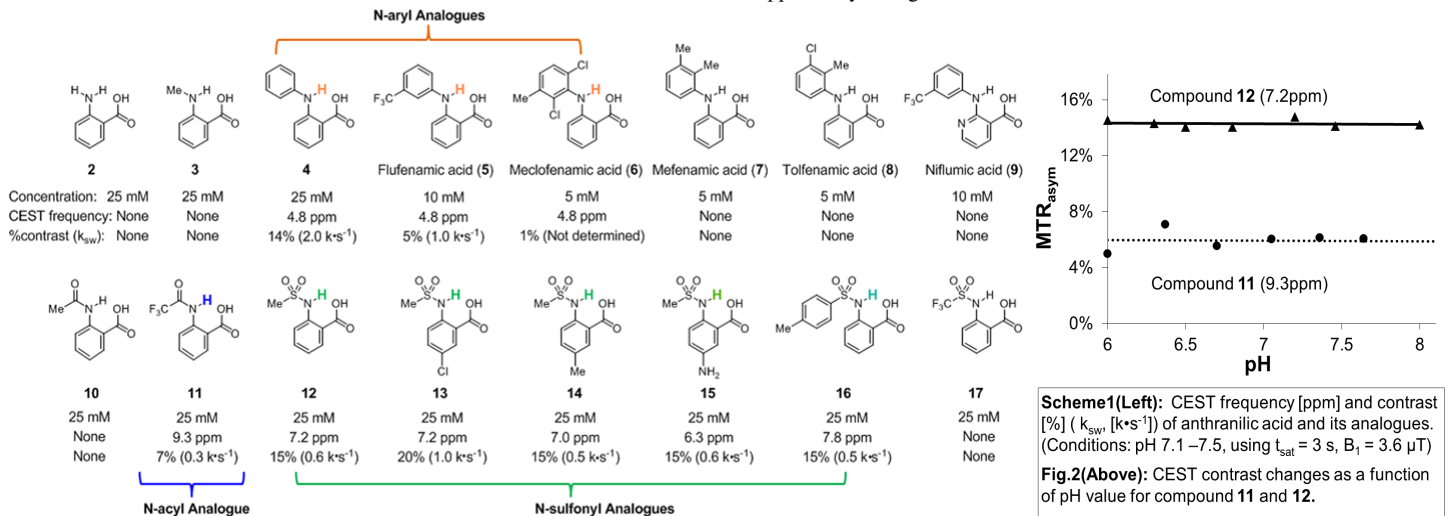 N-aryl Analogues
H N H OH O
Me N H OH O
N H OH O
F3C N H OH O
Cl Me Cl N H OH O
Me Me N H OH O
Cl Me N H OH O
F3C N H N OH O
2 3 4 Flufenamic acid (5) Meclofenamic acid (6) Mefenamic acid (7) Tolfenamic acid (8) Niflumic acid (9)
Concentration: 25 mM 25 mM 25 mM 10 mM 5 mM 5 mM 5 mM 10 mM
CEST frequency: None None 4.8 ppm 4.8 ppm 4.8 ppm None None None
%contrast (ksw): None None 14% (2.0 k•s-1) 5% (1.0 k•s-1) 1% (Not determined) None None None
O Me N H OH O
O F3C N H OH O
O O Me S N H OH O
O O Me S N H OH O Cl
O O Me S N H OH O Me
O O Me S N H OH O NH2
O O S N H OH O Me
O O F3C S N H OH O
10 11 12 13 14 15 16 17
25 mM 25 mM 25 mM 25 mM 25 mM 25 mM 25 mM 25 mM
None 9.3 ppm 7.2 ppm 7.2 ppm 7.0 ppm 6.3 ppm 7.8 ppm None
None 7% (0.3 k•s-1) 15% (0.6 k•s-1) 20% (1.0 k•s-1) 15% (0.5 k•s-1) 15% (0.6 k•s-1) 15% (0.5 k•s-1) None
N-acyl Analogue N-sulfonyl Analogues
MTRasym
16%
12%
8%
4%
0%
Compound 12 (7.2ppm)
Compound 11 (9.3ppm)
6 6.5 7 7.5 8
pH
Scheme1(Left): CEST frequency [ppm] and contrast
[%] ( ksw, [k•s-1]) of anthranilic acid and its analogues.
(Conditions: pH 7.1 –7.5, using tsat = 3 s, B1 = 3.6 µT)
Fig.2(Above): CEST contrast changes as a function
of pH value for compound 11 and 12.